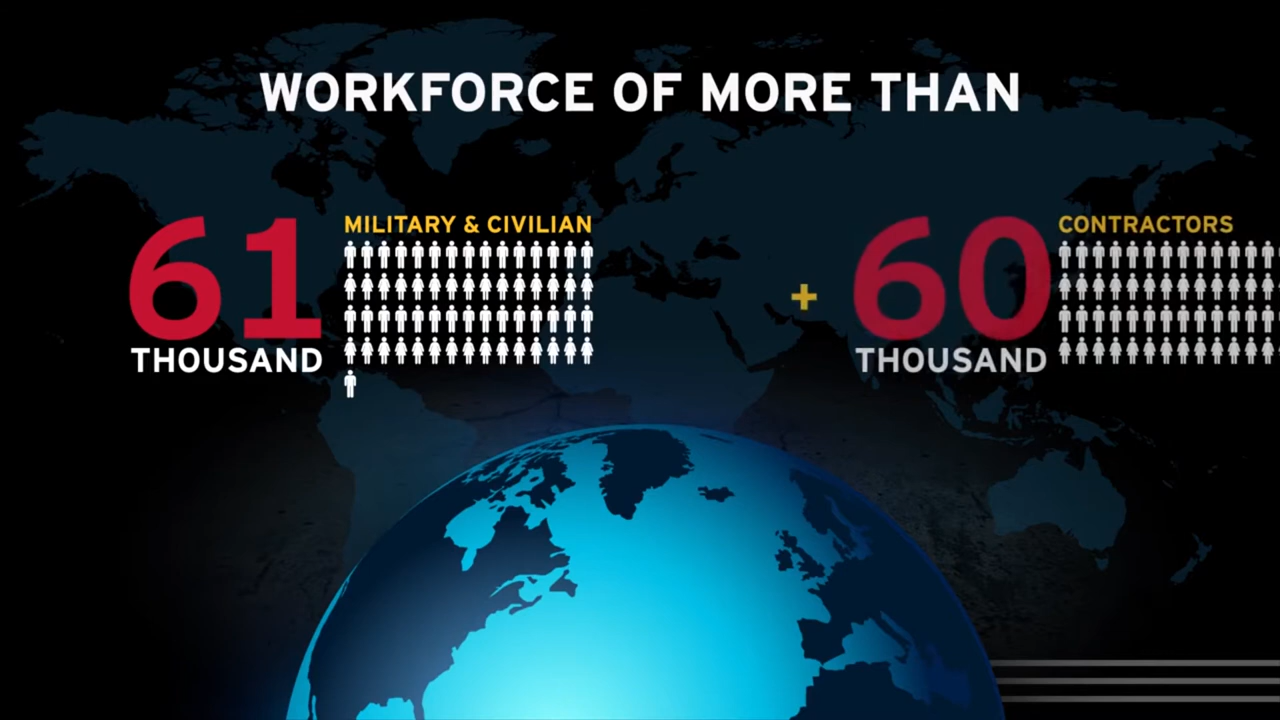 WORKFORCE OF MORE THAN
61
THOUSAND
MILITARY & CIVILIAN
+
60
THOUSAND
CONTRACTORS